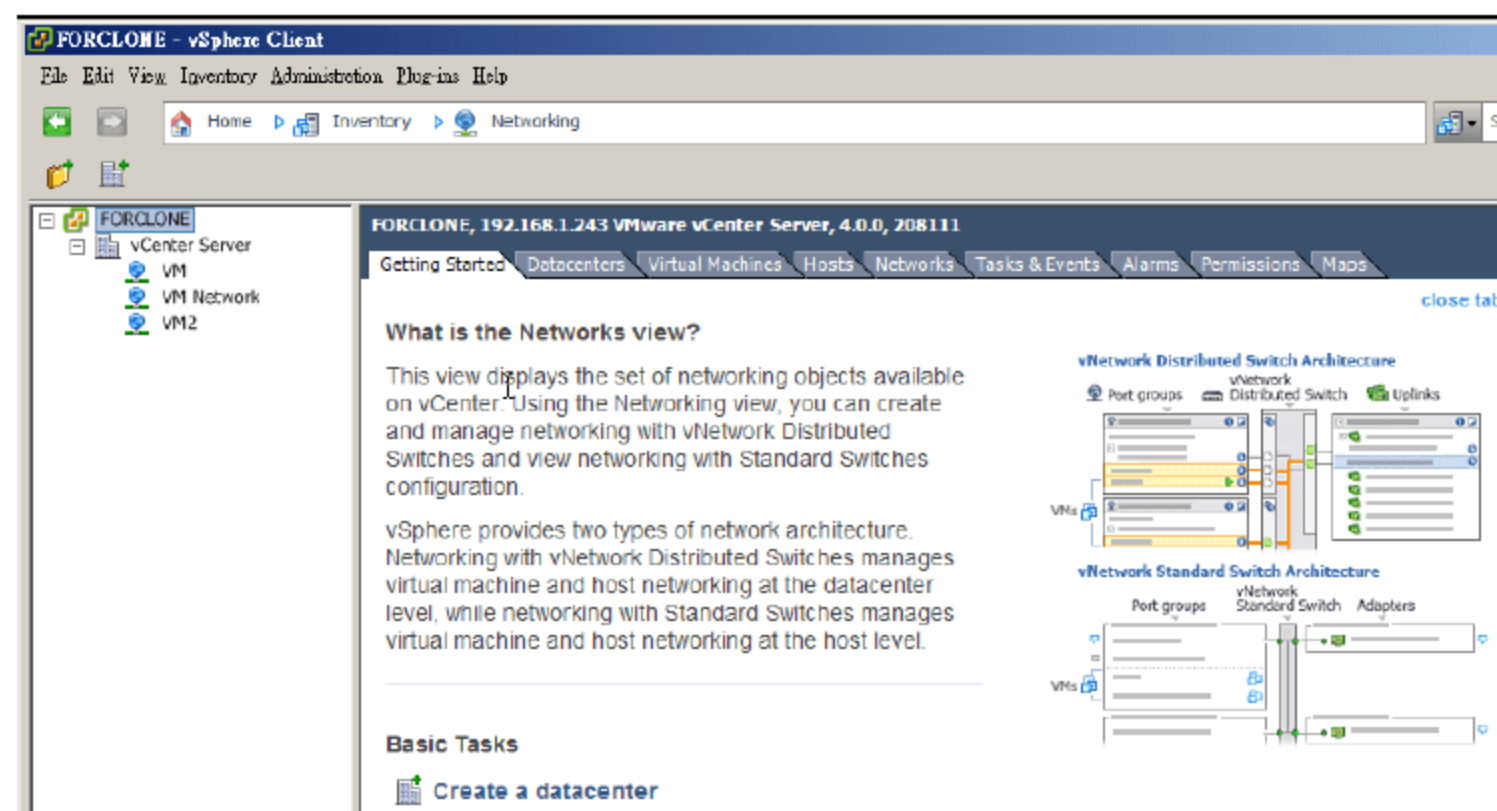 FORCLONE - vSphere Client
File Edit View Inventory Administration Plug-ins Help
Home Inventory Networking
FORCLONE
vCenter Server
VM
VM Network
VM2
FORCLONE, 192.168.1.243 VMware vCenter Server, 4.0.0, 208111
Getting Started Datacenters Virtual Machines Hosts Networks Tasks & Events Alarms Permissions Maps
close tab
What is the Networks view?
This view displays the set of networking objects available
on vCenter. Using the Networking view, you can create
and manage networking with vNetwork Distributed
Switches and view networking with Standard Switches
configuration.
vSphere provides two types of network architecture.
Networking with vNetwork Distributed Switches manages
virtual machine and host networking at the datacenter
level, while networking with Standard Switches manages
virtual machine and host networking at the host level.
Basic Tasks
Create a datacenter
vNetwork Distributed Switch Architecture
Port groups
vNetwork
Distributed Switch
Uplinks
VMs
vNetwork Standard Switch Architecture
Port groups
vNetwork
Standard Switch
Adapters
VMs